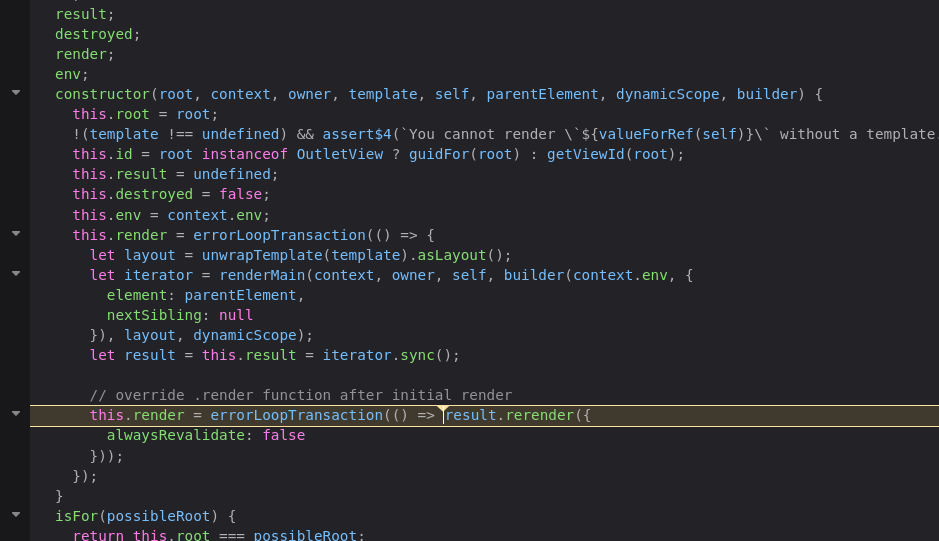 result;
destroyed;
render;
env;
constructor(root, context, owner, template, self, parentElement, dynamicScope, builder) {
this.root = root;
!(template !== undefined) && assert$4(`You cannot render \`${valueForRef(self)}\` without a template.
this.id = root instanceof OutletView ? guidFor(root) : getViewId(root);
this.result = undefined;
this.destroyed = false;
this.env = context.env;
this.render = errorLoopTransaction(() => {
let layout = unwrapTemplate(template).asLayout();
let iterator = renderMain(context, owner, self, builder(context.env, {
element: parentElement,
nextSibling: null
}), layout, dynamicScope);
let result = this.result = iterator.sync();
// override .render function after initial render
this.render = errorLoopTransaction(() => result.rerender({
alwaysRevalidate: false
}));
});
}
isFor(possibleRoot) {
return this.root === possibleRoot;